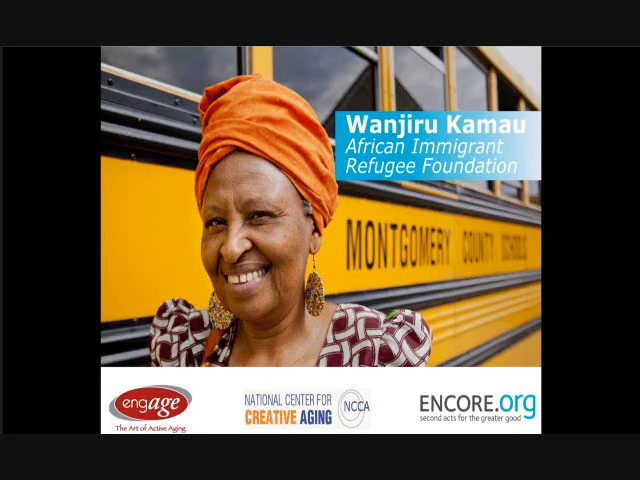 Wanjiru Kamau
African Immigrant
Refugee Foundation
MONTGOMERY COUNTY SCHOOLS
engAGE
The Art of Active Aging
NATIONAL CENTER FOR
CREATIVE AGING
NCCA
ENCORE.org
second acts for the greater good